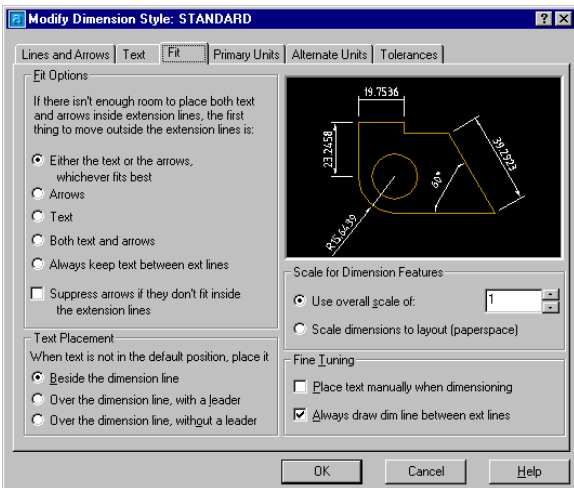 Modify Dimension Style: STANDARD
Lines and Arrows
Text
Fit
Primary Units
Alternate Units
Tolerances
Fit Options
If there isn't enough room to place both text
and arrows inside extension lines, the first
thing to move outside the extension lines is:
Either the text or the arrows,
whichever fits best
Arrows
Text
Both text and arrows
Always keep text between ext lines
Suppress arrows if they don't fit inside
the extension lines
Text Placement
When text is not in the default position, place it
Beside the dimension line
Over the dimension line, with a leader
Over the dimension line, without a leader
19.7536
23.2458
39.2923
60°
R15.6439
Scale for Dimension Features
Use overall scale of:
1
Scale dimensions to layout (paperspace)
Fine Tuning
Place text manually when dimensioning
Always draw dim line between ext lines
OK
Cancel
Help